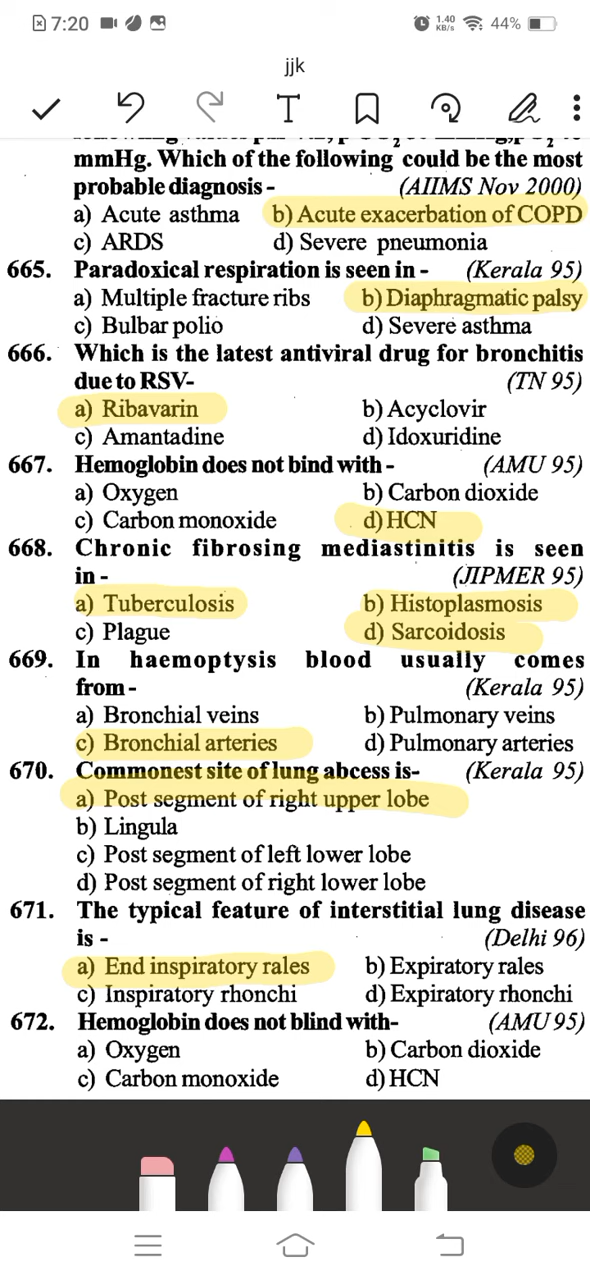 7:20
1.40
KB/s
44%
jjk
T
mmHg. Which of the following could be the most
probable diagnosis - (AIIMS Nov 2000)
a) Acute asthma b) Acute exacerbation of COPD
c) ARDS d) Severe pneumonia
665. Paradoxical respiration is seen in - (Kerala 95)
a) Multiple fracture ribs b) Diaphragmatic palsy
c) Bulbar polio d) Severe asthma
666. Which is the latest antiviral drug for bronchitis
due to RSV- (TN 95)
a) Ribavarin b) Acyclovir
c) Amantadine d) Idoxuridine
667. Hemoglobin does not bind with - (AMU 95)
a) Oxygen b) Carbon dioxide
c) Carbon monoxide d) HCN
668. Chronic fibrosing mediastinitis is seen
in - (JIPMER 95)
a) Tuberculosis b) Histoplasmosis
c) Plague d) Sarcoidosis
669. In haemoptysis blood usually comes
from - (Kerala 95)
a) Bronchial veins b) Pulmonary veins
c) Bronchial arteries d) Pulmonary arteries
670. Commonest site of lung abcess is- (Kerala 95)
a) Post segment of right upper lobe
b) Lingula
c) Post segment of left lower lobe
d) Post segment of right lower lobe
671. The typical feature of interstitial lung disease
is - (Delhi 96)
a) End inspiratory rales b) Expiratory rales
c) Inspiratory rhonchi d) Expiratory rhonchi
672. Hemoglobin does not blind with- (AMU 95)
a) Oxygen b) Carbon dioxide
c) Carbon monoxide d) HCN